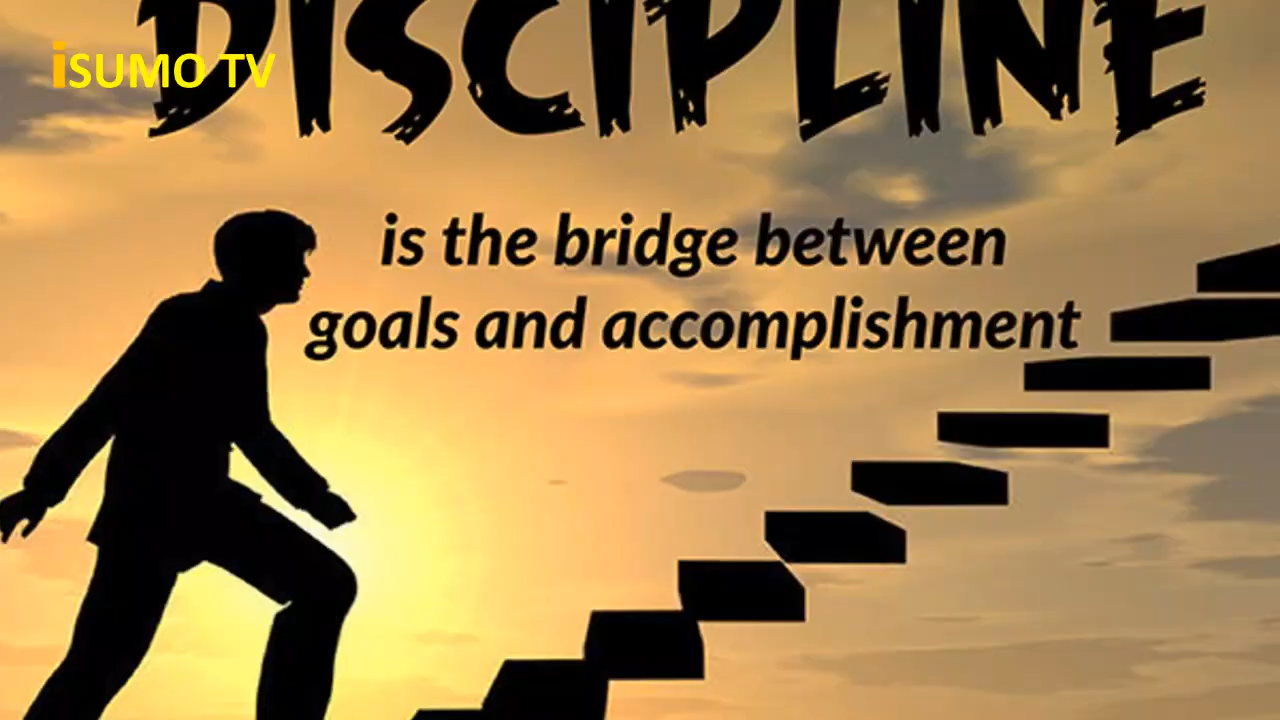 DISCIPLINE
iSUMO TV
is the bridge between
goals and accomplishment